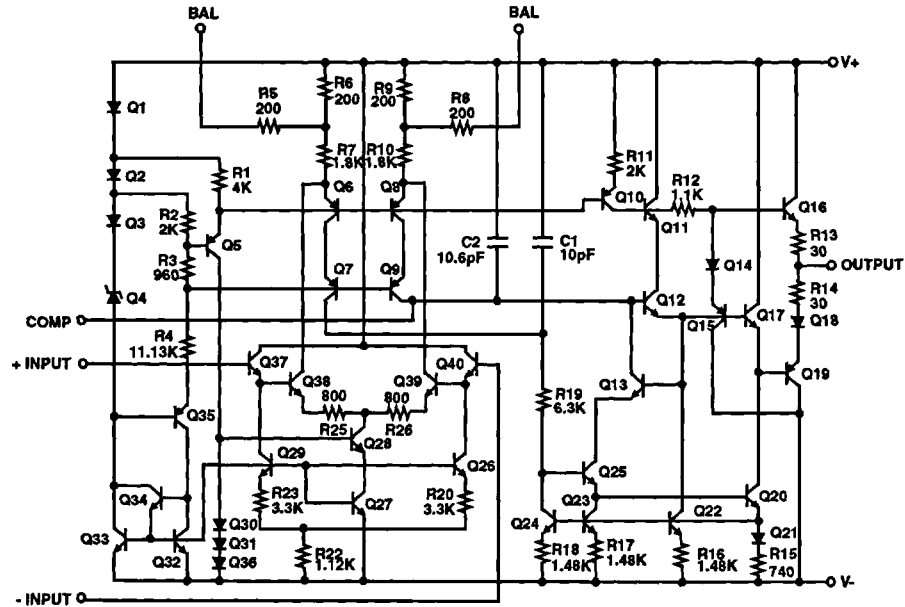 BAL
BAL
V+
R5
200
R6
200
R9
200
R8
200
Q1
R7
1.8K
R10
1.8K
Q2
R1
4K
Q6
Q8
R11
2K
Q10
R12
1.1K
Q16
Q3
R2
2K
Q5
Q11
R13
30
R3
960
C2
10.6pF
C1
10pF
Q14
OUTPUT
Q4
Q7
Q9
Q12
R14
30
Q15
Q17
Q18
COMP
R4
11.13K
+ INPUT
Q37
Q38
Q39
Q40
Q13
Q19
800
R25
800
R26
R19
6.3K
Q35
Q28
Q29
Q26
Q25
Q34
R23
3.3K
Q27
R20
3.3K
Q23
Q20
Q33
Q32
Q30
Q31
Q36
Q24
Q22
Q21
R22
1.12K
R18
1.48K
R17
1.48K
R16
1.48K
R15
740
V-
- INPUT